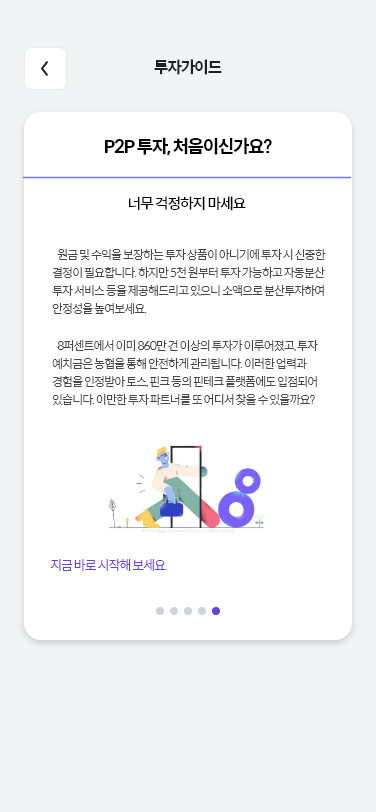 투자가이드
P2P 투자, 처음이신가요?
너무 걱정하지 마세요
원금 및 수익을 보장하는 투자 상품이 아니기에 투자 시 신중한
결정이 필요합니다. 하지만 5천 원부터 투자 가능하고 자동분산
투자 서비스 등을 제공해드리고 있으니 소액으로 분산투자하여
안정성을 높여보세요.
8퍼센트에서 이미 860만 건 이상의 투자가 이루어졌고, 투자
예치금은 농협을 통해 안전하게 관리됩니다. 이러한 업력과
경험을 인정받아 토스, 핀크 등의 핀테크 플랫폼에도 입점되어
있습니다. 이만한 투자 파트너를 또 어디서 찾을 수 있을까요?
지금 바로 시작해 보세요.